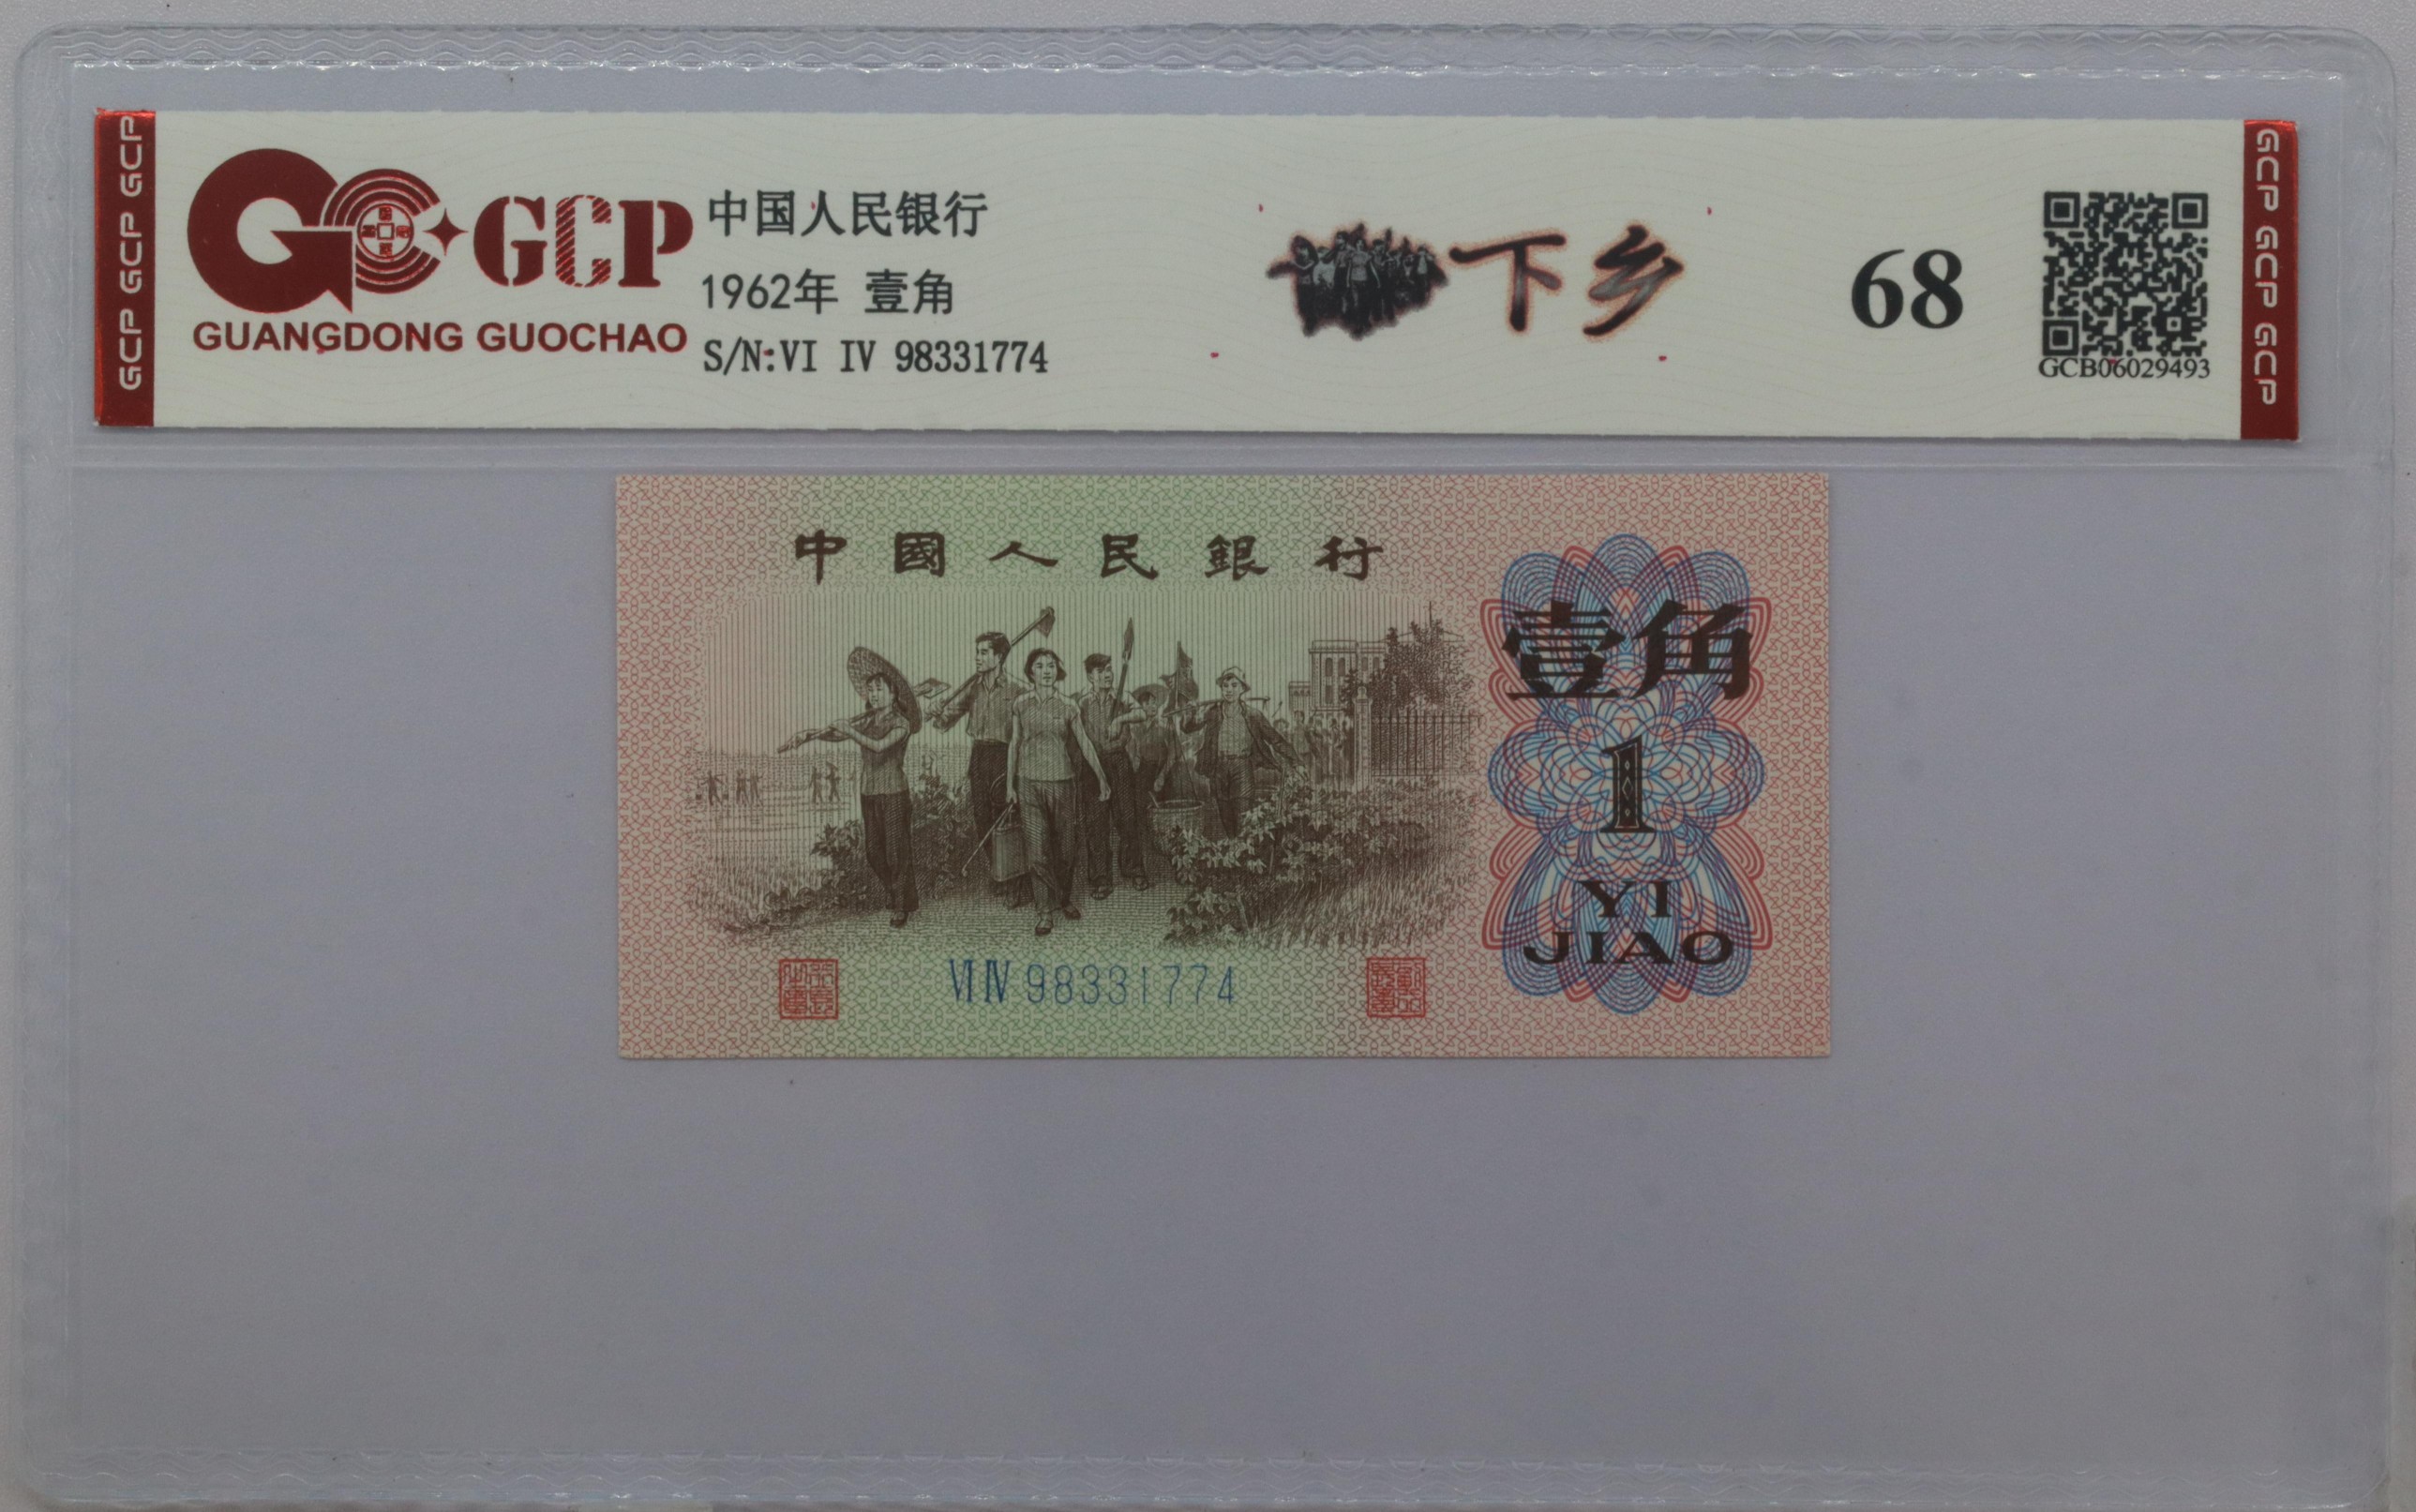 GCP GCP GCP
GCP
GUANGDONG GUOCHAO
中国人民银行
1962年 壹角
S/N:VI IV 98331774
下乡
68
GCB06029493
GCP GCP GCP
中國人民銀行
壹角
1
YI
JIAO
VI IV 98331774